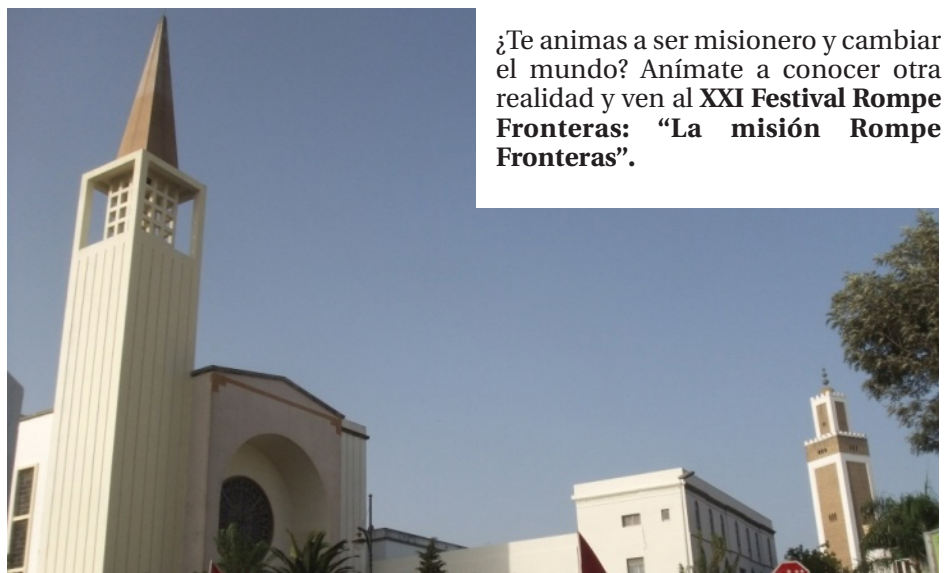 ¿Te animas a ser misionero y cambiar
el mundo? Anímate a conocer otra
realidad y ven al XXI Festival Rompe
Fronteras: “La misión Rompe
Fronteras”.